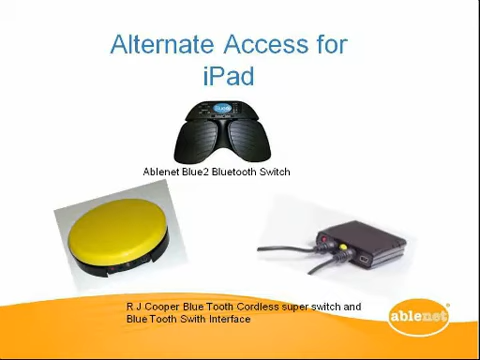 Alternate Access for
iPad
Ablenet Blue2 Bluetooth Switch
R J Cooper Blue Tooth Cordless super switch and
Blue Tooth Swith Interface
ablenet